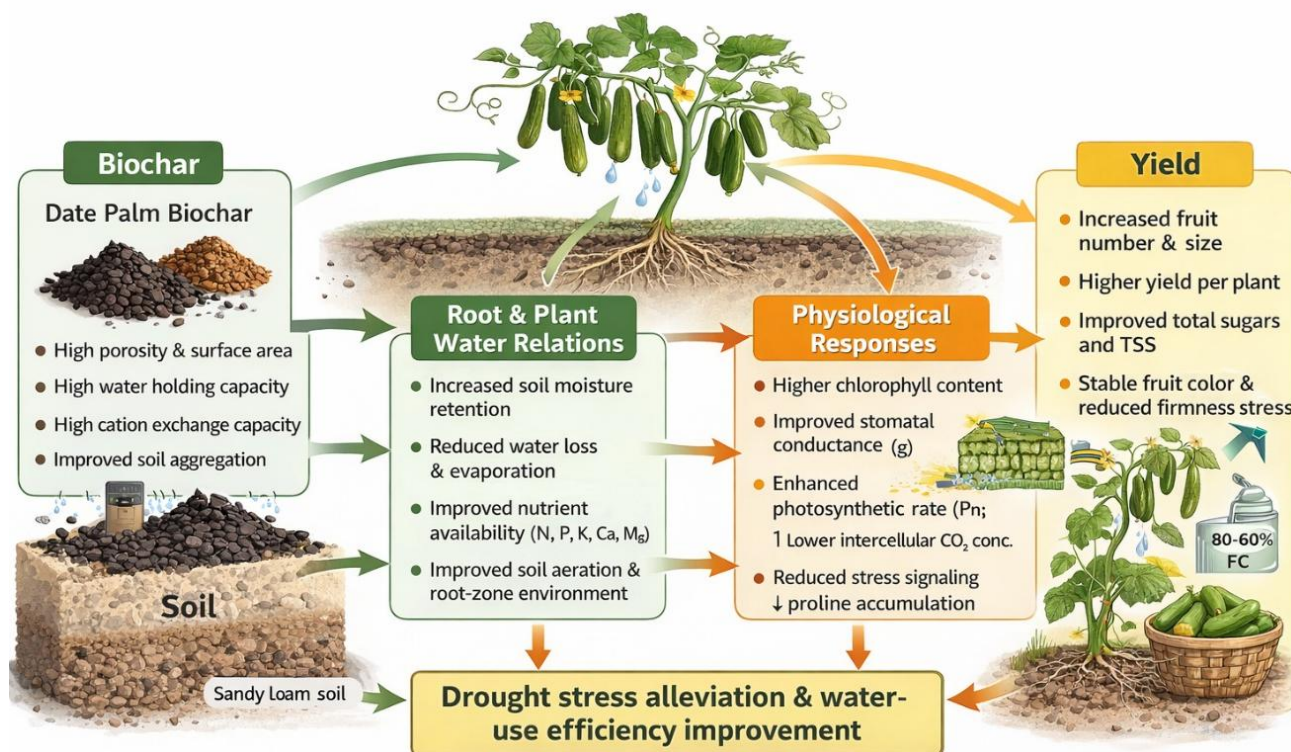 Biochar
Date Palm Biochar
High porosity & surface area
High water holding capacity
High cation exchange capacity
Improved soil aggregation
Soil
Sandy Loam soil
Root & Plant
Water Relations
Increased soil moisture
retention
Reduced water loss
& evaporation
Improved nutrient
availability (N, P, K, Ca, Mg)
Improved soil aeration &
root-zone environment
Physiological
Responses
Higher chlorophyll content
Improved stomatal
conductance (g)
Enhanced
photosynthetic rate (Pn;
1 Lower intercellular CO₂ conc.
Reduced stress signaling
↓ proline accumulation
Yield
Increased fruit
number & size
Higher yield per plant
Improved total sugars
and TSS
Stable fruit color &
reduced firmness stress
80-60%
FC
Drought stress alleviation & water-
use efficiency improvement